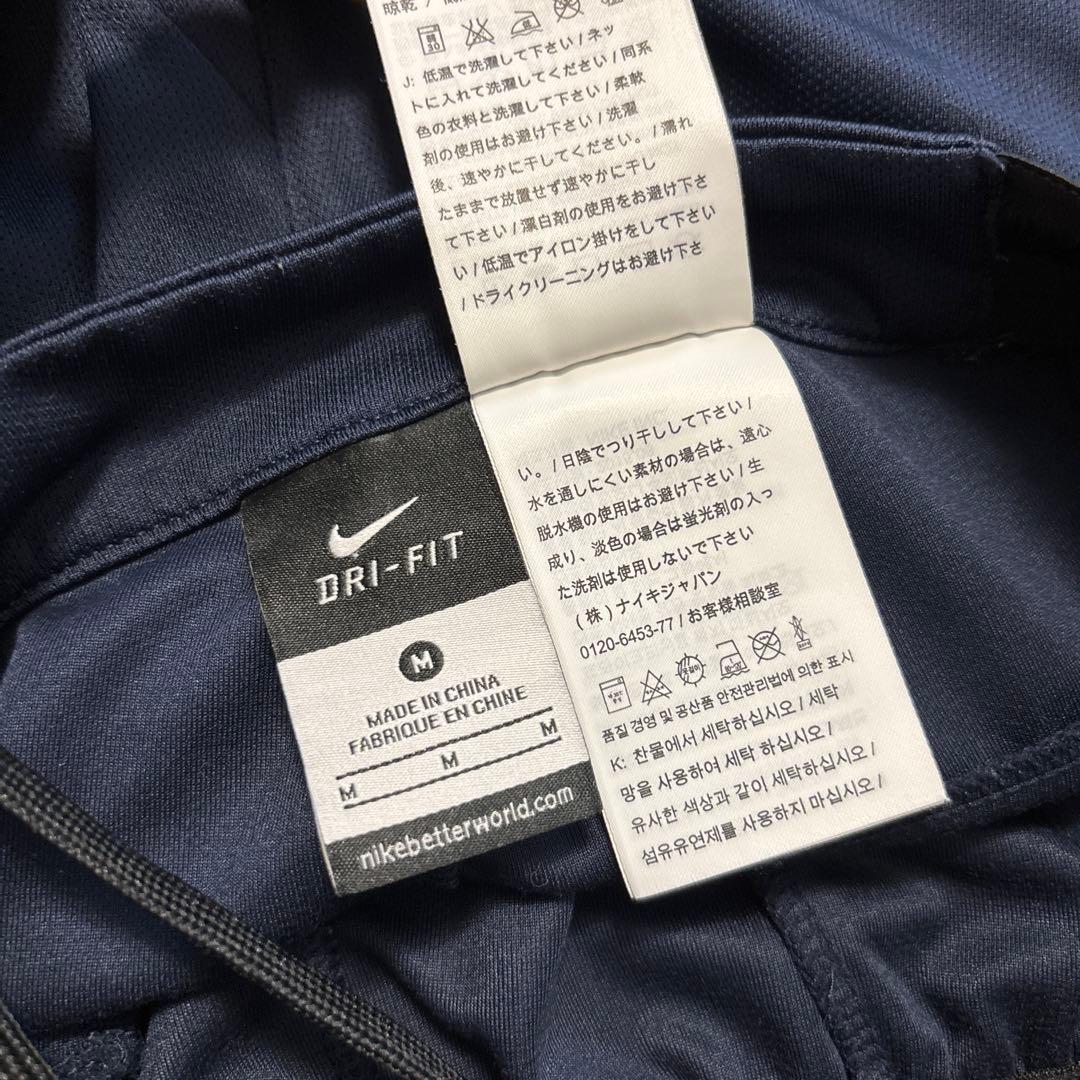 晾乾 /
J: 低温で洗濯して下さい / ネッ
トに入れて洗濯してください / 同系
色の衣料と洗濯して下さい / 柔軟
剤の使用はお避け下さい / 洗濯
後、速やかに干してください。 / 濡れ
たままで放置せず速やかに干し
て下さい / 漂白剤の使用をお避け下さ
い / 低温でアイロン掛けをして下さい
/ ドライクリーニングはお避け下さ
い。 / 日陰でつり干しして下さい /
水を通しにくい素材の場合は、遠心
脱水機の使用はお避け下さい / 生
成り、淡色の場合は蛍光剤の入っ
た洗剤は使用しないで下さい
(株) ナイキジャパン
0120-6453-77 / お客様相談室
품질 경영 및 공산품 안전관리법에 의한 표시
K: 찬물에서 세탁하십시오 / 세탁
망을 사용하여 세탁 하십시오 /
유사한 색상과 같이 세탁하십시오 /
섬유유연제를 사용하지 마십시오 /
DRI-FIT
M
MADE IN CHINA
FABRIQUE EN CHINE
M M M
nikebetterworld.com